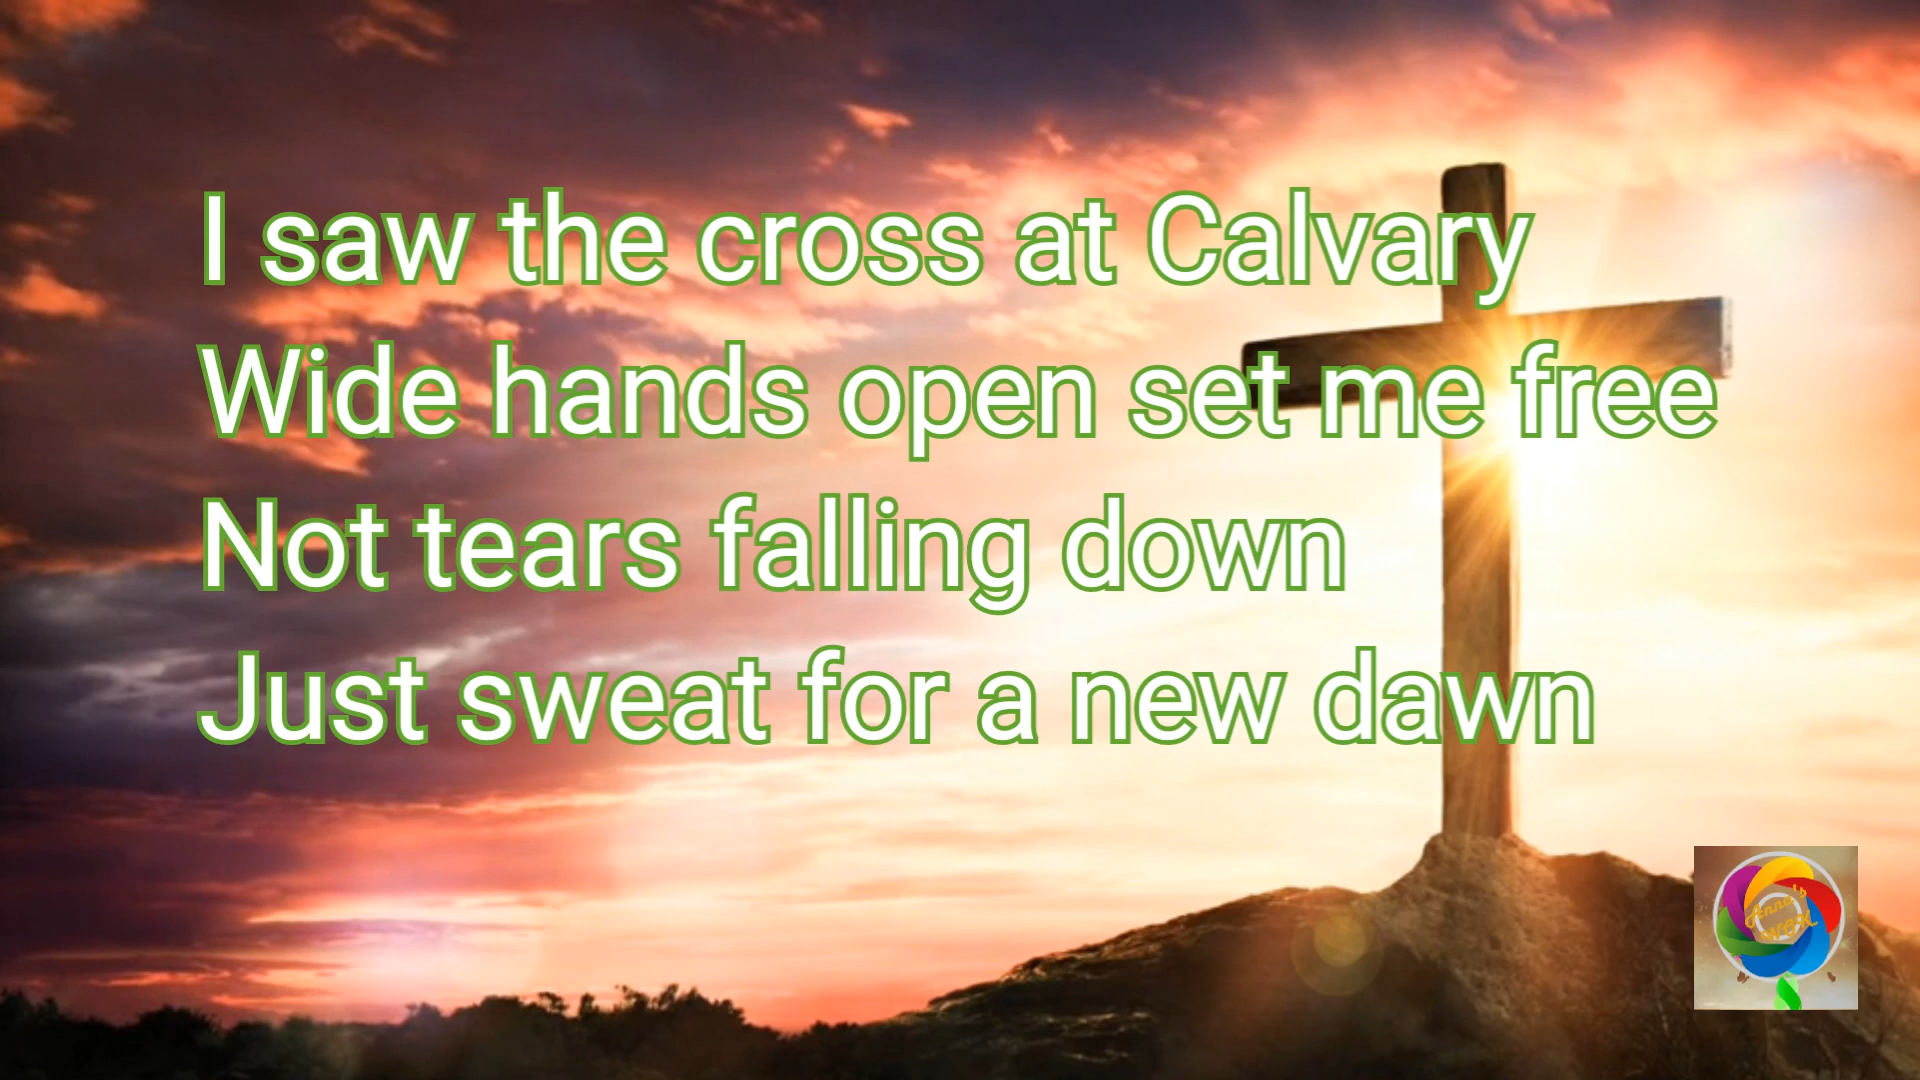 I saw the cross at Calvary
Wide hands open set me free
Not tears falling down
Just sweat for a new dawn
Anna's